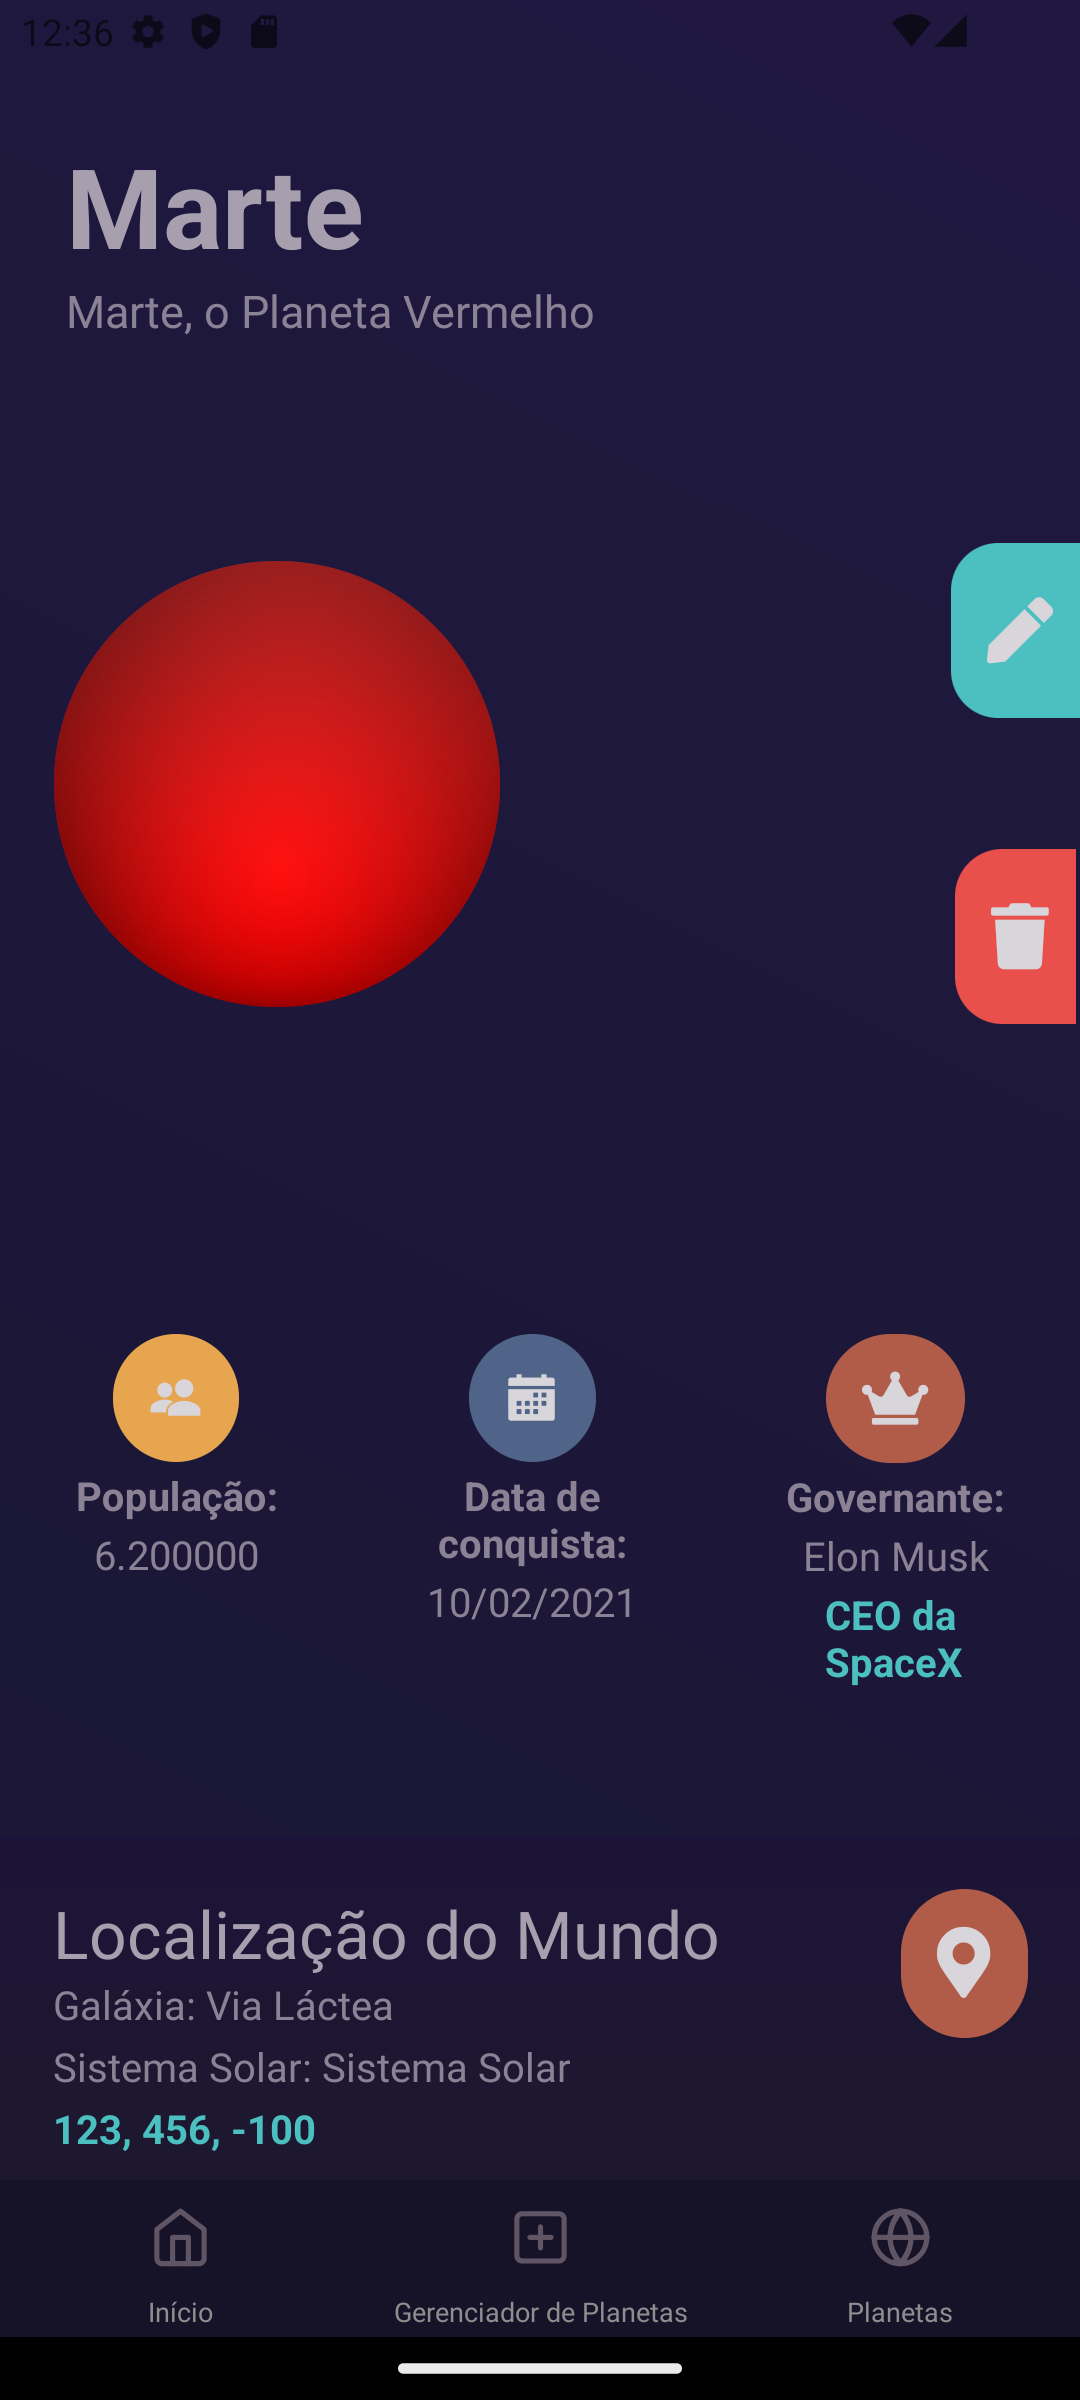 12:36
Marte
Marte, o Planeta Vermelho
População:
6.200000
Data de
conquista:
10/02/2021
Governante:
Elon Musk
CEO da
SpaceX
Localização do Mundo
Galáxia: Via Láctea
Sistema Solar: Sistema Solar
123, 456, -100
Início
Gerenciador de Planetas
Planetas